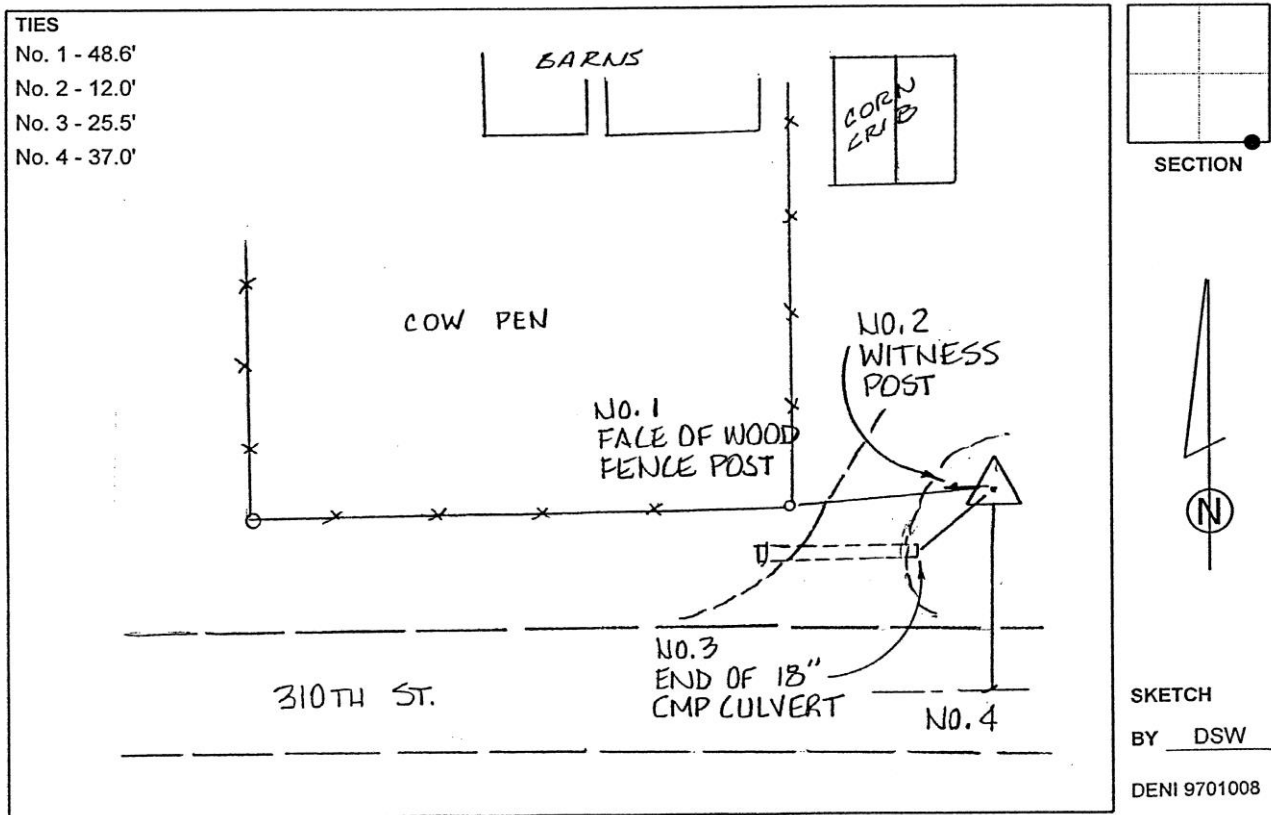 TIES
No. 1 - 48.6'
No. 2 - 12.0'
No. 3 - 25.5'
No. 4 - 37.0'
BARNS
CORN
CRIB
SECTION
COW PEN
NO. 2
WITNESS
POST
NO. 1
FACE OF WOOD
FENCE POST
N
NO. 3
END OF 18"
CMP CULVERT
310TH ST.
NO. 4
SKETCH
BY DSW
DENI 9701008